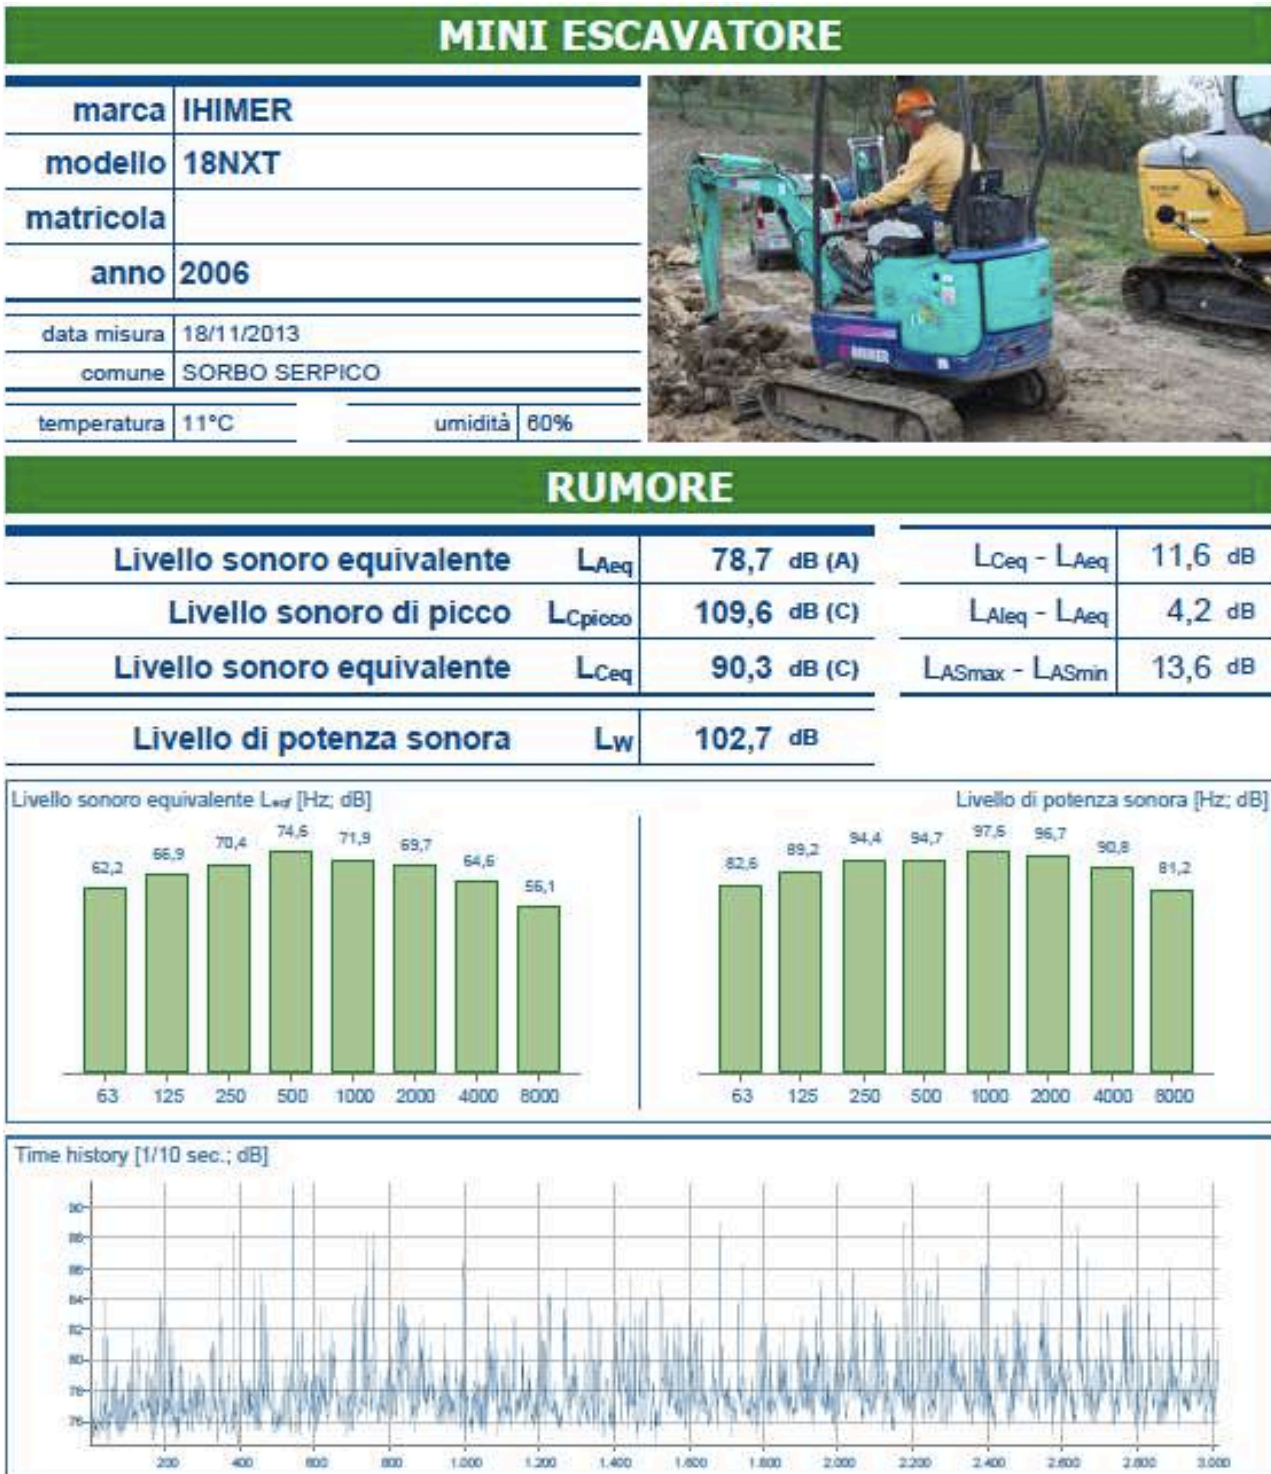 MINI ESCAVATORE
marca IHIMER
modello 18NXT
matricola
anno 2006
data misura 18/11/2013
comune SORBO SERPICO
temperatura 11°C umidità 60%
IHIMER
RUMORE
Livello sonoro equivalente LAeq 78,7 dB (A)
LCeq - LAeq 11,6 dB
Livello sonoro di picco LCpicco 109,6 dB (C)
LAIeq - LAeq 4,2 dB
Livello sonoro equivalente LCeq 90,3 dB (C)
LASmax - LASmin 13,6 dB
Livello di potenza sonora LW 102,7 dB
Livello sonoro equivalente Leqf [Hz; dB]
62,2 66,9 70,4 74,6 71,9 69,7 64,6 56,1
63 125 250 500 1000 2000 4000 8000
Livello di potenza sonora [Hz; dB]
82,6 89,2 94,4 94,7 97,6 96,7 90,8 81,2
63 125 250 500 1000 2000 4000 8000
Time history [1/10 sec.; dB]
90
88
86
84
82
80
78
76
200 400 600 800 1.000 1.200 1.400 1.600 1.800 2.000 2.200 2.400 2.600 2.800 3.000